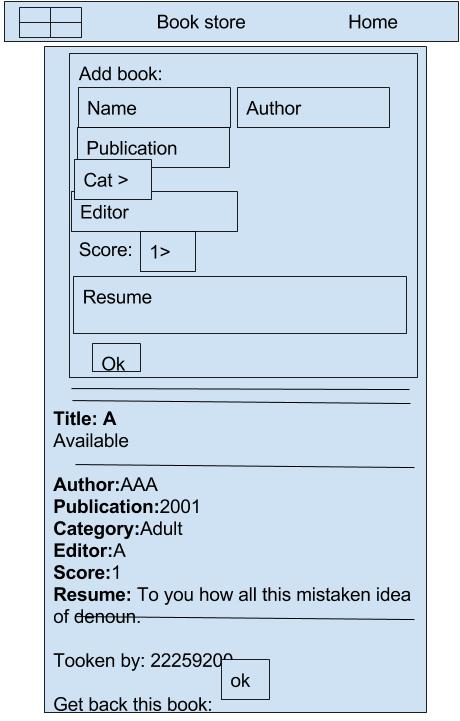 Book store Home
Add book:
Name Author
Publication
Cat >
Editor
Score: 1>
Resume
Ok
Title: A
Available
Author:AAA
Publication:2001
Category:Adult
Editor:A
Score:1
Resume: To you how all this mistaken idea
of denoun.
Tooken by: 22259200
ok
Get back this book: